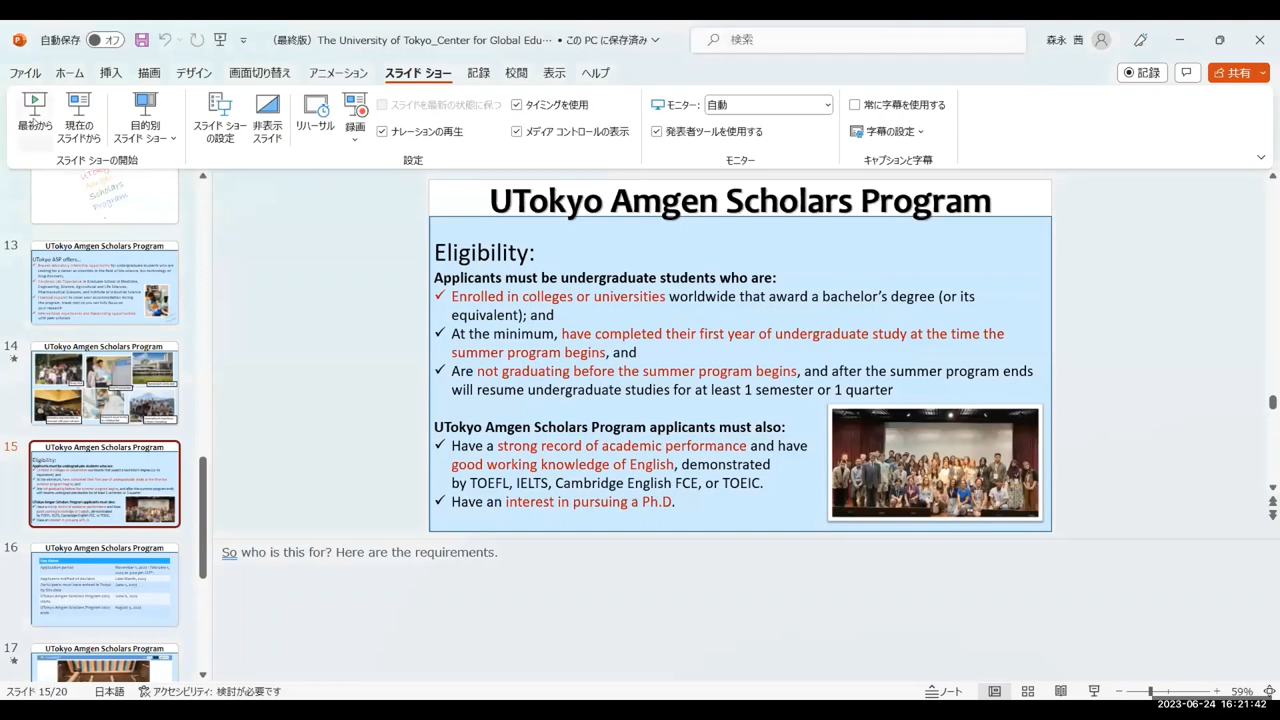 自動保存 オフ
（最終版）The University of Tokyo_Center for Global Edu… • この PC に保存済み
検索
森永 茜
ファイル ホーム 挿入 描画 デザイン 画面切り替え アニメーション スライド ショー 記録 校閲 表示 ヘルプ
記録 共有
最初から
現在の
スライドから
目的別
スライド ショー
スライド ショー
の設定
非表示
スライド
リハーサル
録画
スライドを最新の状態に保つ
ナレーションの再生
タイミングを使用
メディア コントロールの表示
モニター: 自動
発表者ツールを使用する
常に字幕を使用する
字幕の設定
スライド ショーの開始 設定 モニター キャプションと字幕
Scholars
Program
13
UTokyo Amgen Scholars Program
UTokyo ASP offers...
14
UTokyo Amgen Scholars Program
15
UTokyo Amgen Scholars Program
Eligibility:
16
UTokyo Amgen Scholars Program
17
UTokyo Amgen Scholars Program
UTokyo Amgen Scholars Program
Eligibility:
Applicants must be undergraduate students who are:
✓ Enrolled in colleges or universities worldwide that award a bachelor's degree (or its
equivalent); and
✓ At the minimum, have completed their first year of undergraduate study at the time the
summer program begins, and
✓ Are not graduating before the summer program begins, and after the summer program ends
will resume undergraduate studies for at least 1 semester or 1 quarter
UTokyo Amgen Scholars Program applicants must also:
✓ Have a strong record of academic performance and have
good working knowledge of English, demonstrated
by TOEFL, IELTS, Cambridge English FCE, or TOEIC.
✓ Have an interest in pursuing a Ph.D.
So who is this for? Here are the requirements.
スライド 15/20 日本語 アクセシビリティ: 検討が必要です
ノート
59%
2023-06-24 16:21:42